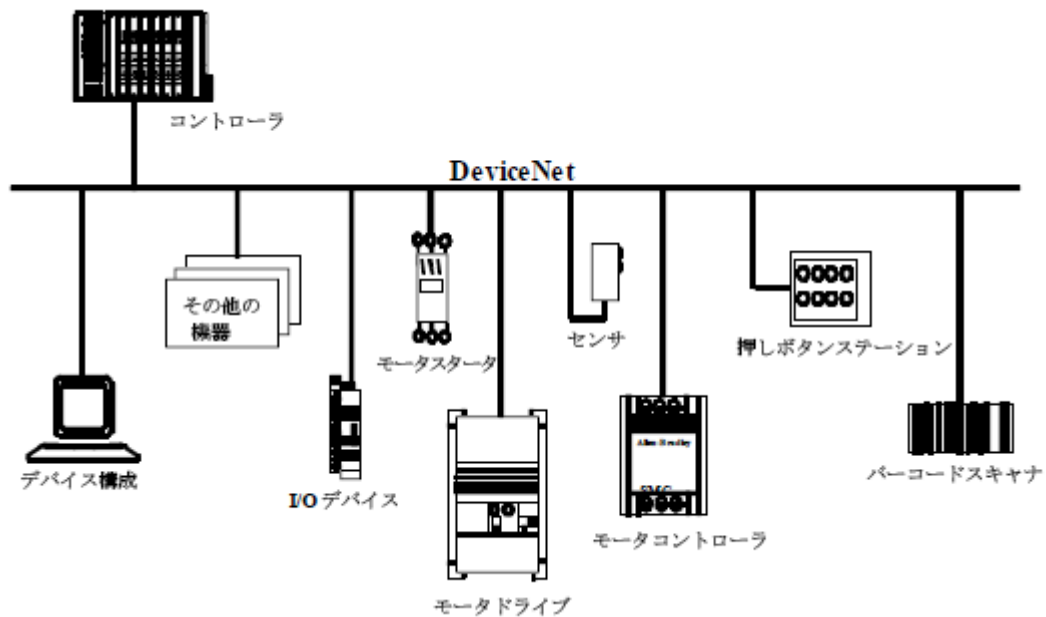 コントローラ
DeviceNet
その他の
機器
モータスタータ
センサ
押しボタンステーション
デバイス構成
I/O デバイス
モータドライブ
Allen-Bradley
モータコントローラ
バーコードスキャナ